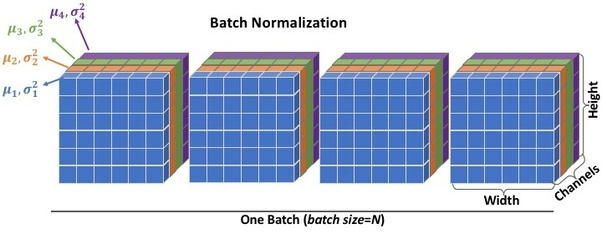 Batch Normalization
μ₄, σ₄²
μ₃, σ₃²
μ₂, σ₂²
μ₁, σ₁²
Height
Channels
Width
One Batch (batch size=N)